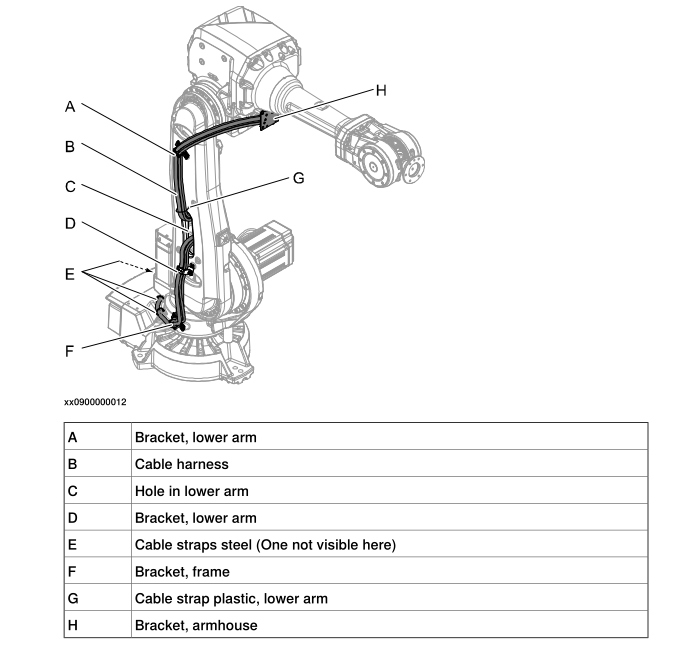 A
H
B
C
G
D
E
F
xx0900000012
A Bracket, lower arm
B Cable harness
C Hole in lower arm
D Bracket, lower arm
E Cable straps steel (One not visible here)
F Bracket, frame
G Cable strap plastic, lower arm
H Bracket, armhouse